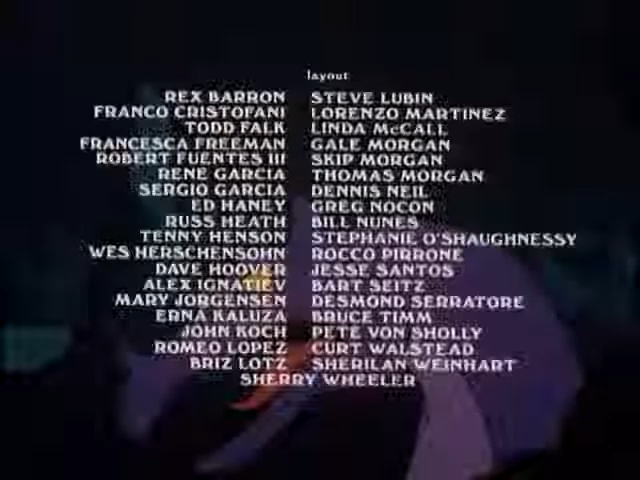 layout
REX BARRON STEVE LUBIN
FRANCO CRISTOFANI LORENZO MARTINEZ
TODD FALK LINDA McCALL
FRANCESCA FREEMAN GALE MORGAN
ROBERT FUENTES III SKIP MORGAN
RENE GARCIA THOMAS MORGAN
SERGIO GARCIA DENNIS NEIL
ED HANEY GREG NOCON
RUSS HEATH BILL NUNES
TENNY HENSON STEPHANIE O'SHAUGHNESSY
WES HERSCHENSOHN ROCCO PIRRONE
DAVE HOOVER JESSE SANTOS
ALEX IGNATIEV BART SEITZ
MARY JORGENSEN DESMOND SERRATORE
ERNA KALUZA BRUCE TIMM
JOHN KOCH PETE VON SHOLLY
ROMEO LOPEZ CURT WALSTEAD
BRIZ LOTZ SHERILAN WEINHART
SHERRY WHEELER